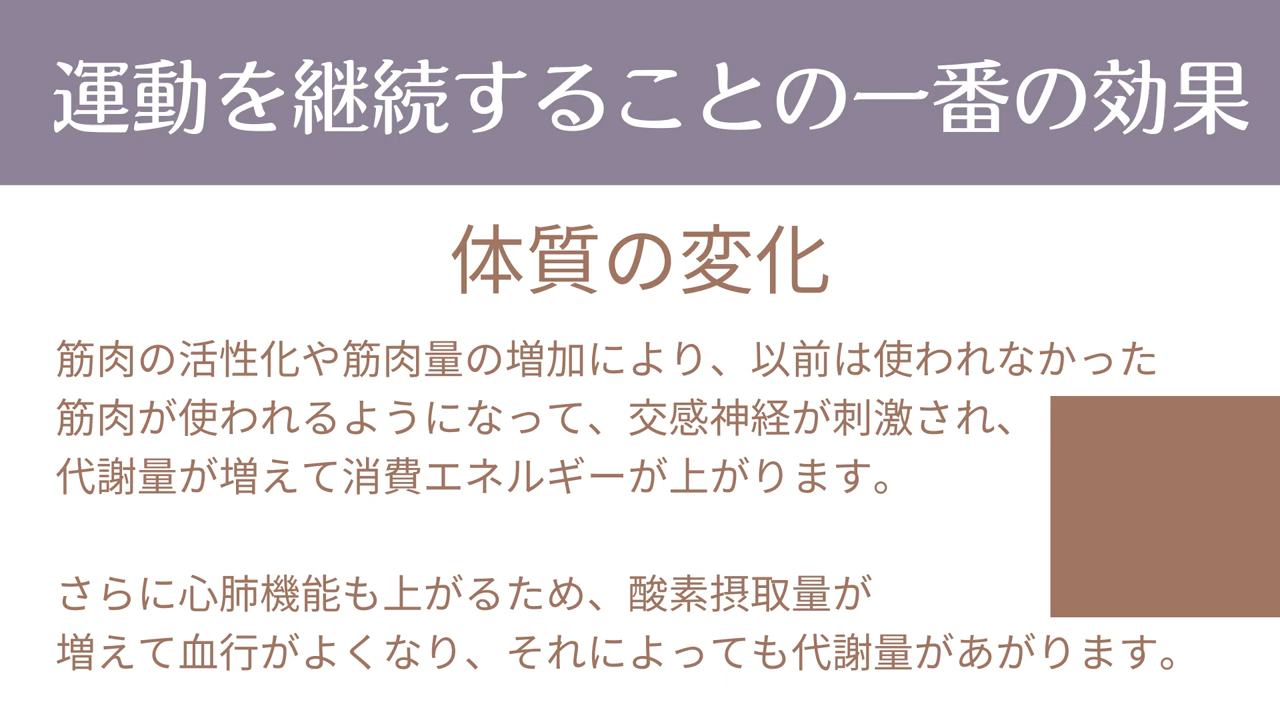 運動を継続することの一番の効果
体質の変化
筋肉の活性化や筋肉量の増加により、以前は使われなかった
筋肉が使われるようになって、交感神経が刺激され、
代謝量が増えて消費エネルギーが上がります。
さらに心肺機能も上がるため、酸素摂取量が
増えて血行がよくなり、それによっても代謝量があがります。